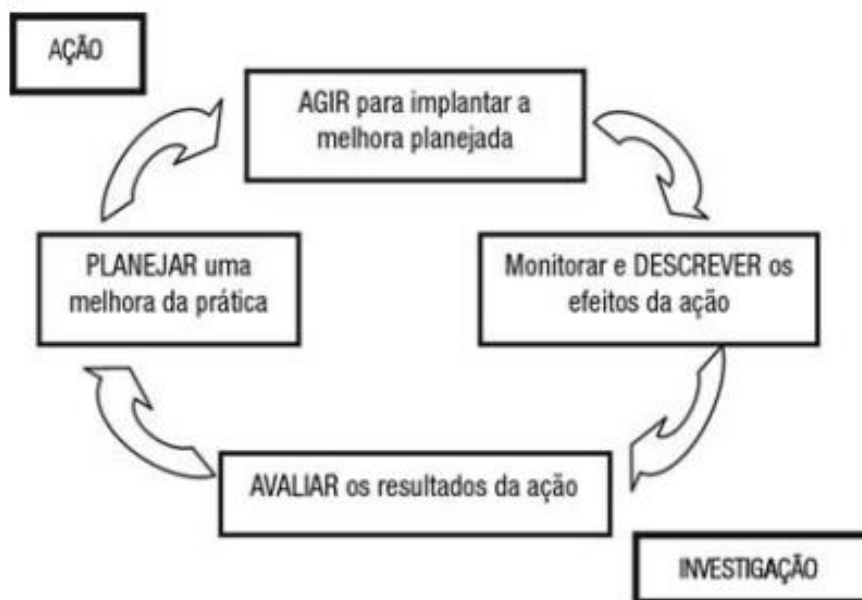 AÇÃO
AGIR para implantar a
melhora planejada
PLANEJAR uma
melhora da prática
Monitorar e DESCREVER os
efeitos da ação
AVALIAR os resultados da ação
INVESTIGAÇÃO